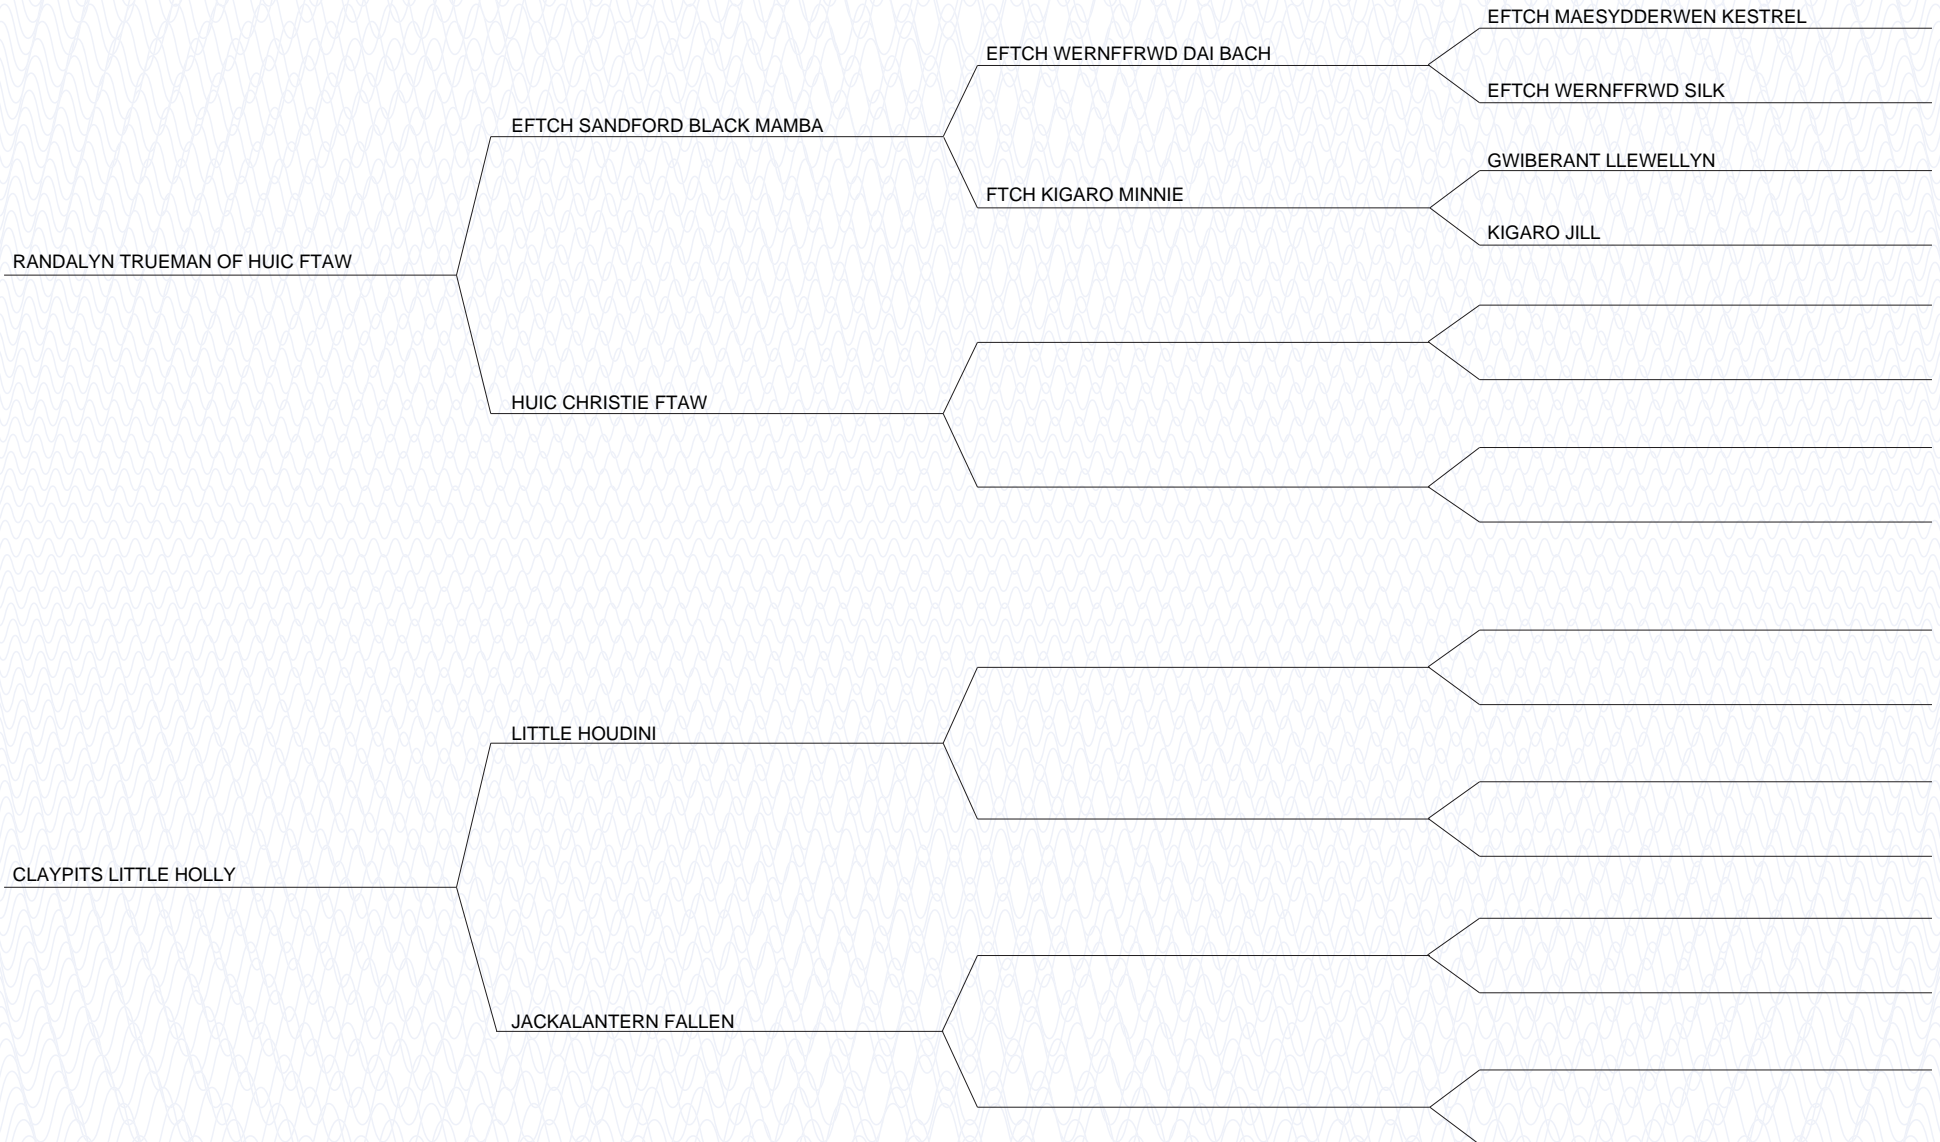 EFTCH MAESYDDERWEN KESTREL
EFTCH WERNFFRWD DAI BACH
EFTCH WERNFFRWD SILK
EFTCH SANDFORD BLACK MAMBA
GWIBERANT LLEWELLYN
FTCH KIGARO MINNIE
KIGARO JILL
RANDALYN TRUEMAN OF HUIC FTAW
HUIC CHRISTIE FTAW
LITTLE HOUDINI
CLAYPITS LITTLE HOLLY
JACKALANTERN FALLEN